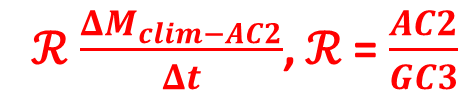 ℛ ΔM_clim−AC2 / Δt, ℛ = AC2 / GC3